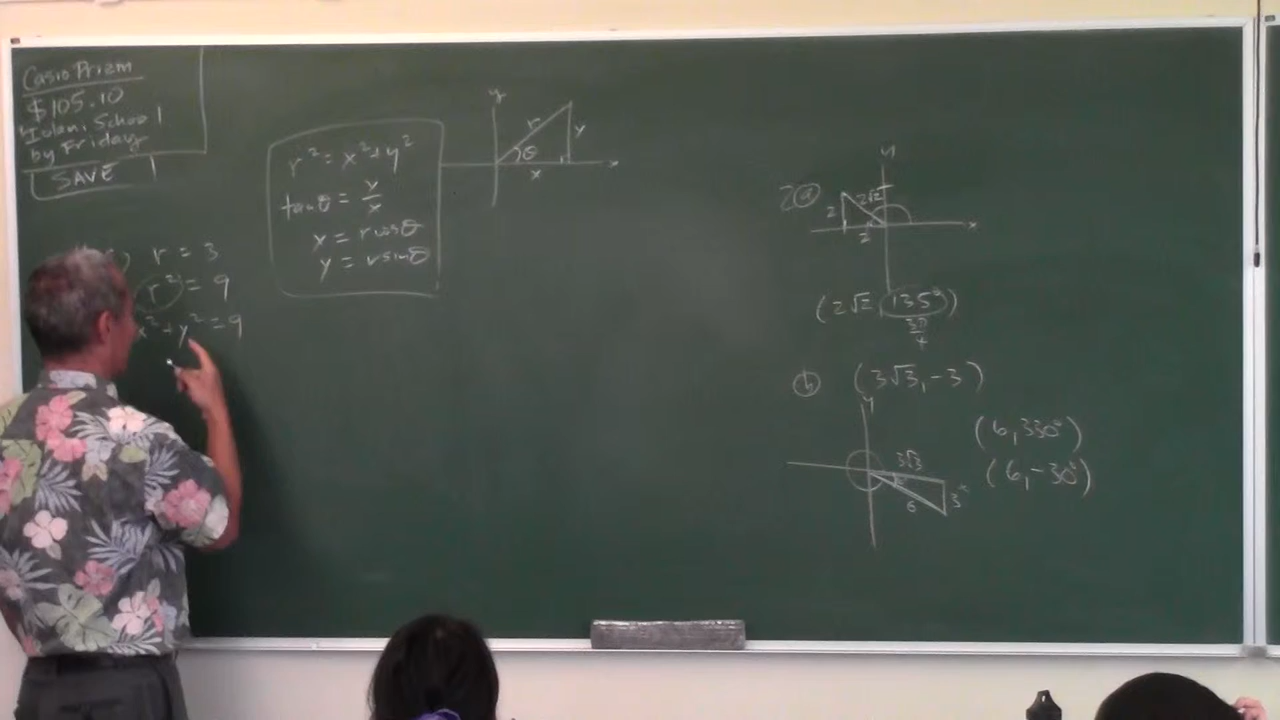 Casio Prizm
$105.10
Iolani School
by Friday
SAVE
r = 3
r² = 9
x² + y² = 9
r² = x² + y²
tan θ = y/x
x = r cos θ
y = r sin θ
y
r
y
θ
x
x
2 ⓐ
y
2
2√2
2
x
(2√2, 135°)
3π/4
ⓑ (3√3, -3)
y
3√3
3
x
6
(6, 330°)
(6, -30°)